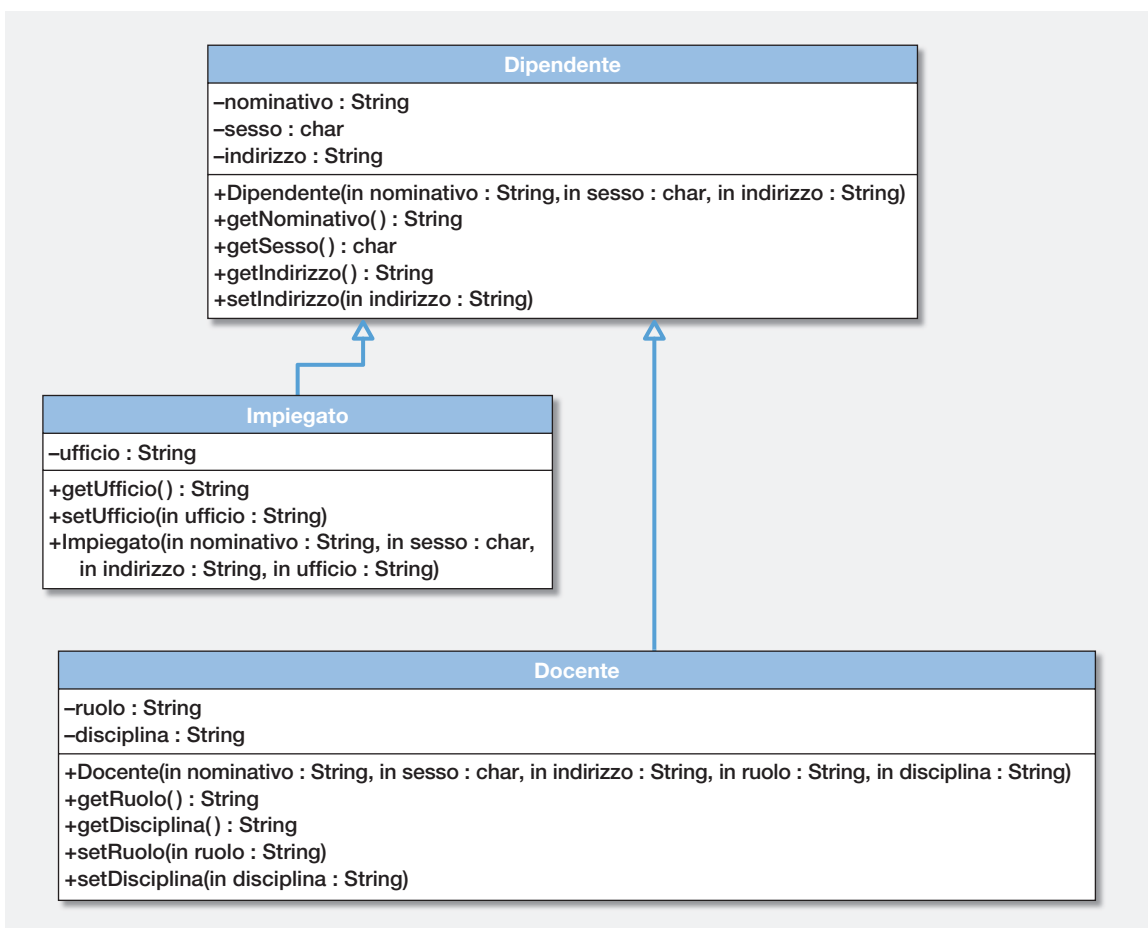 Dipendente
–nominativo : String
–sesso : char
–indirizzo : String
+Dipendente(in nominativo : String, in sesso : char, in indirizzo : String)
+getNominativo( ) : String
+getSesso( ) : char
+getIndirizzo( ) : String
+setIndirizzo(in indirizzo : String)
Impiegato
–ufficio : String
+getUfficio( ) : String
+setUfficio(in ufficio : String)
+Impiegato(in nominativo : String, in sesso : char,
in indirizzo : String, in ufficio : String)
Docente
–ruolo : String
–disciplina : String
+Docente(in nominativo : String, in sesso : char, in indirizzo : String, in ruolo : String, in disciplina : String)
+getRuolo( ) : String
+getDisciplina( ) : String
+setRuolo(in ruolo : String)
+setDisciplina(in disciplina : String)